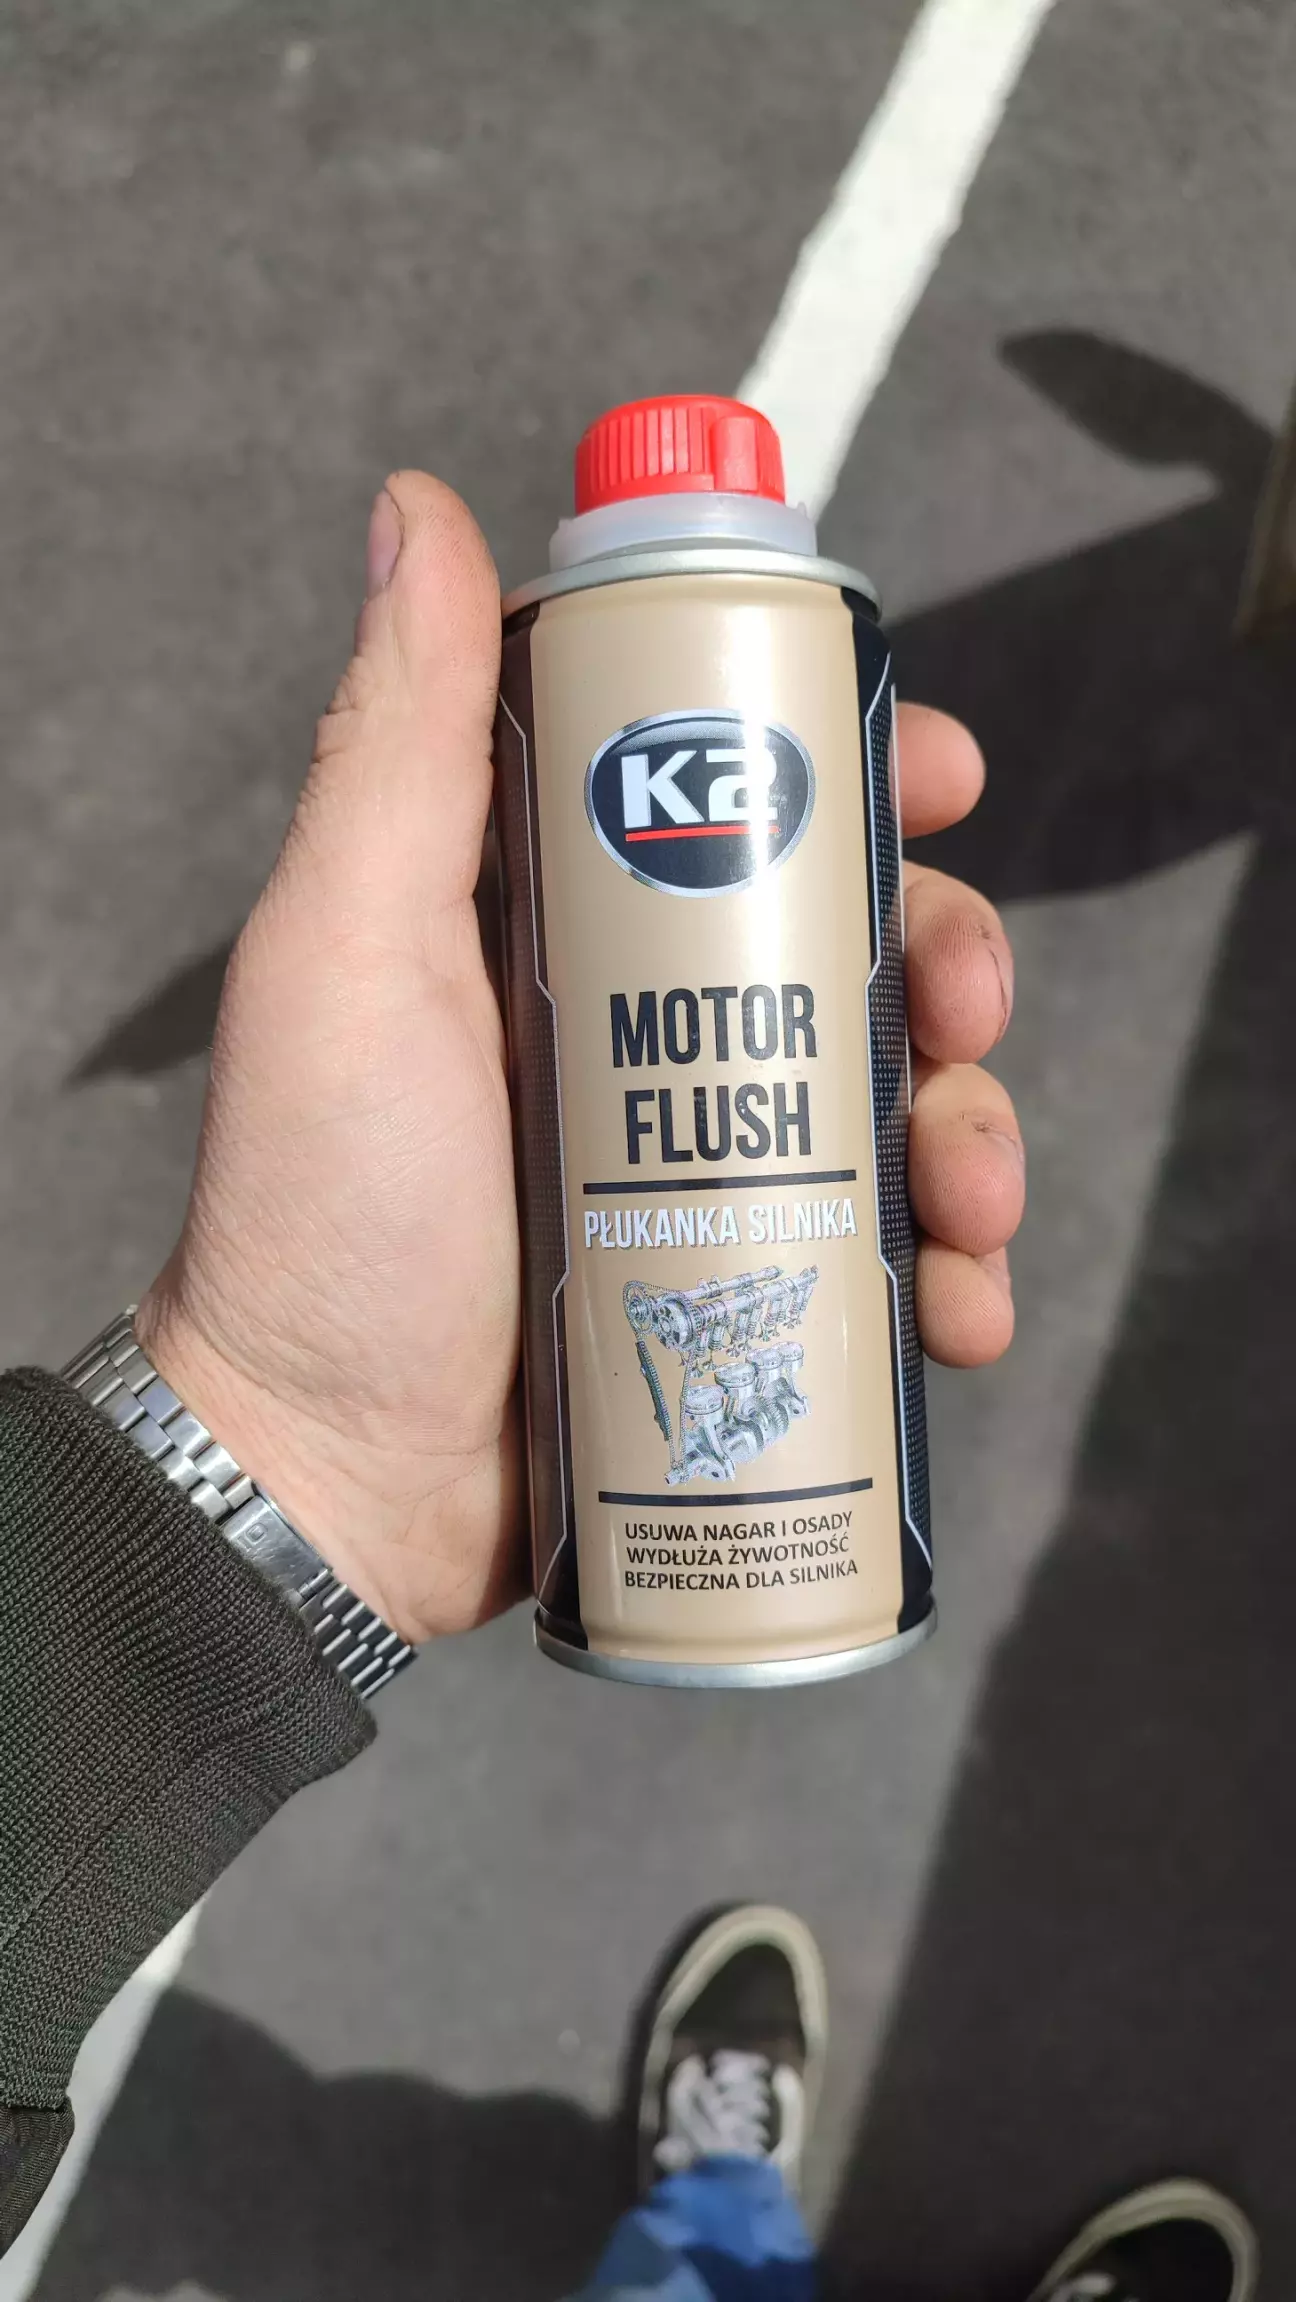 K2
MOTOR
FLUSH
PŁUKANKA SILNIKA
USUWA NAGAR I OSADY
WYDŁUŻA ŻYWOTNOŚĆ
BEZPIECZNA DLA SILNIKA